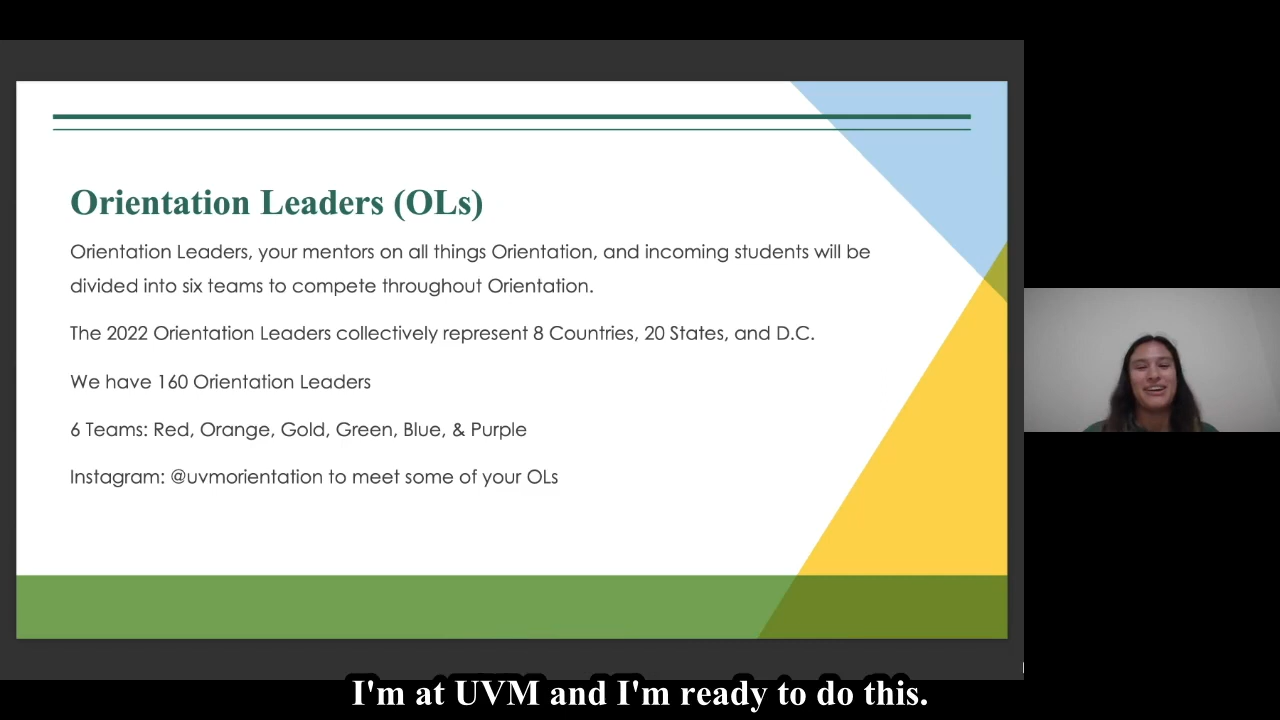 Orientation Leaders (OLs)
Orientation Leaders, your mentors on all things Orientation, and incoming students will be
divided into six teams to compete throughout Orientation.
The 2022 Orientation Leaders collectively represent 8 Countries, 20 States, and D.C.
We have 160 Orientation Leaders
6 Teams: Red, Orange, Gold, Green, Blue, & Purple
Instagram: @uvmorientation to meet some of your OLs
I'm at UVM and I'm ready to do this.